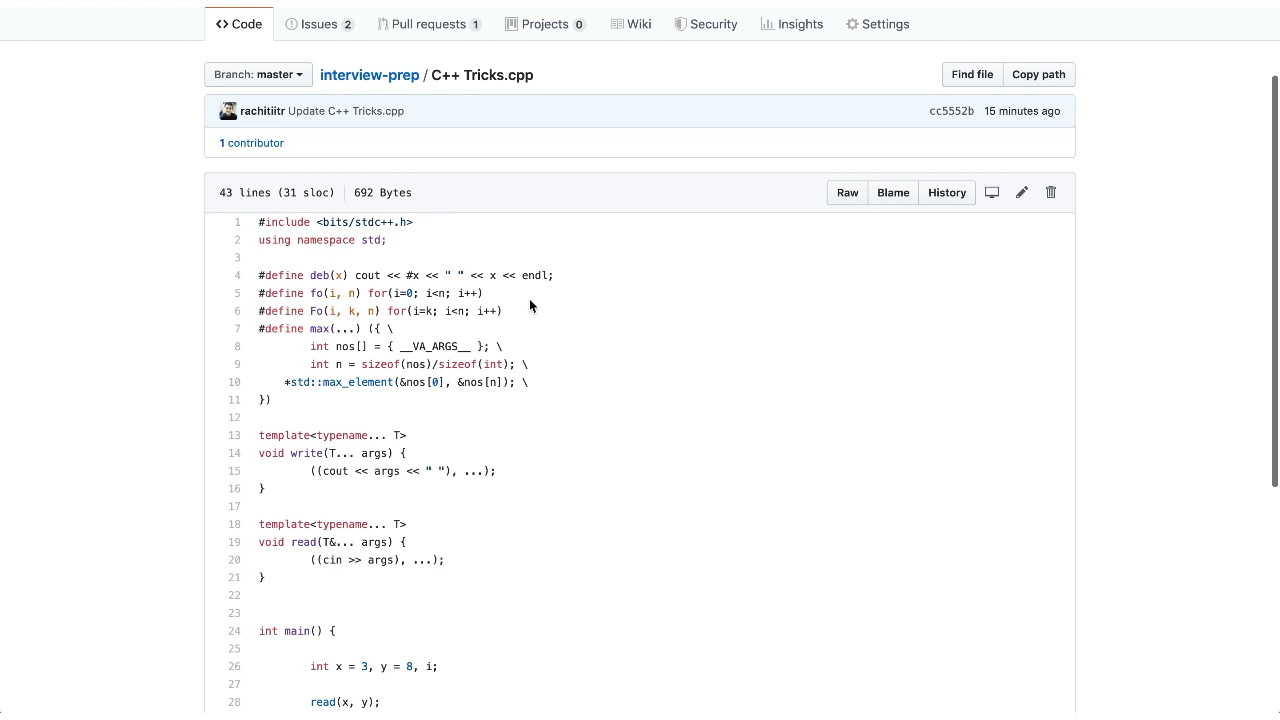 Code Issues 2 Pull requests 1 Projects 0 Wiki Security Insights Settings
Branch: master interview-prep / C++ Tricks.cpp Find file Copy path
rachitiitr Update C++ Tricks.cpp cc5552b 15 minutes ago
1 contributor
43 lines (31 sloc) 692 Bytes Raw Blame History
1 #include <bits/stdc++.h>
2 using namespace std;
3
4 #define deb(x) cout << #x << " " << x << endl;
5 #define fo(i, n) for(i=0; i<n; i++)
6 #define Fo(i, k, n) for(i=k; i<n; i++)
7 #define max(...) ({ \
8 int nos[] = { __VA_ARGS__ }; \
9 int n = sizeof(nos)/sizeof(int); \
10 *std::max_element(&nos[0], &nos[n]); \
11 })
12
13 template<typename... T>
14 void write(T... args) {
15 ((cout << args << " "), ...);
16 }
17
18 template<typename... T>
19 void read(T&... args) {
20 ((cin >> args), ...);
21 }
22
23
24 int main() {
25
26 int x = 3, y = 8, i;
27
28 read(x, y);